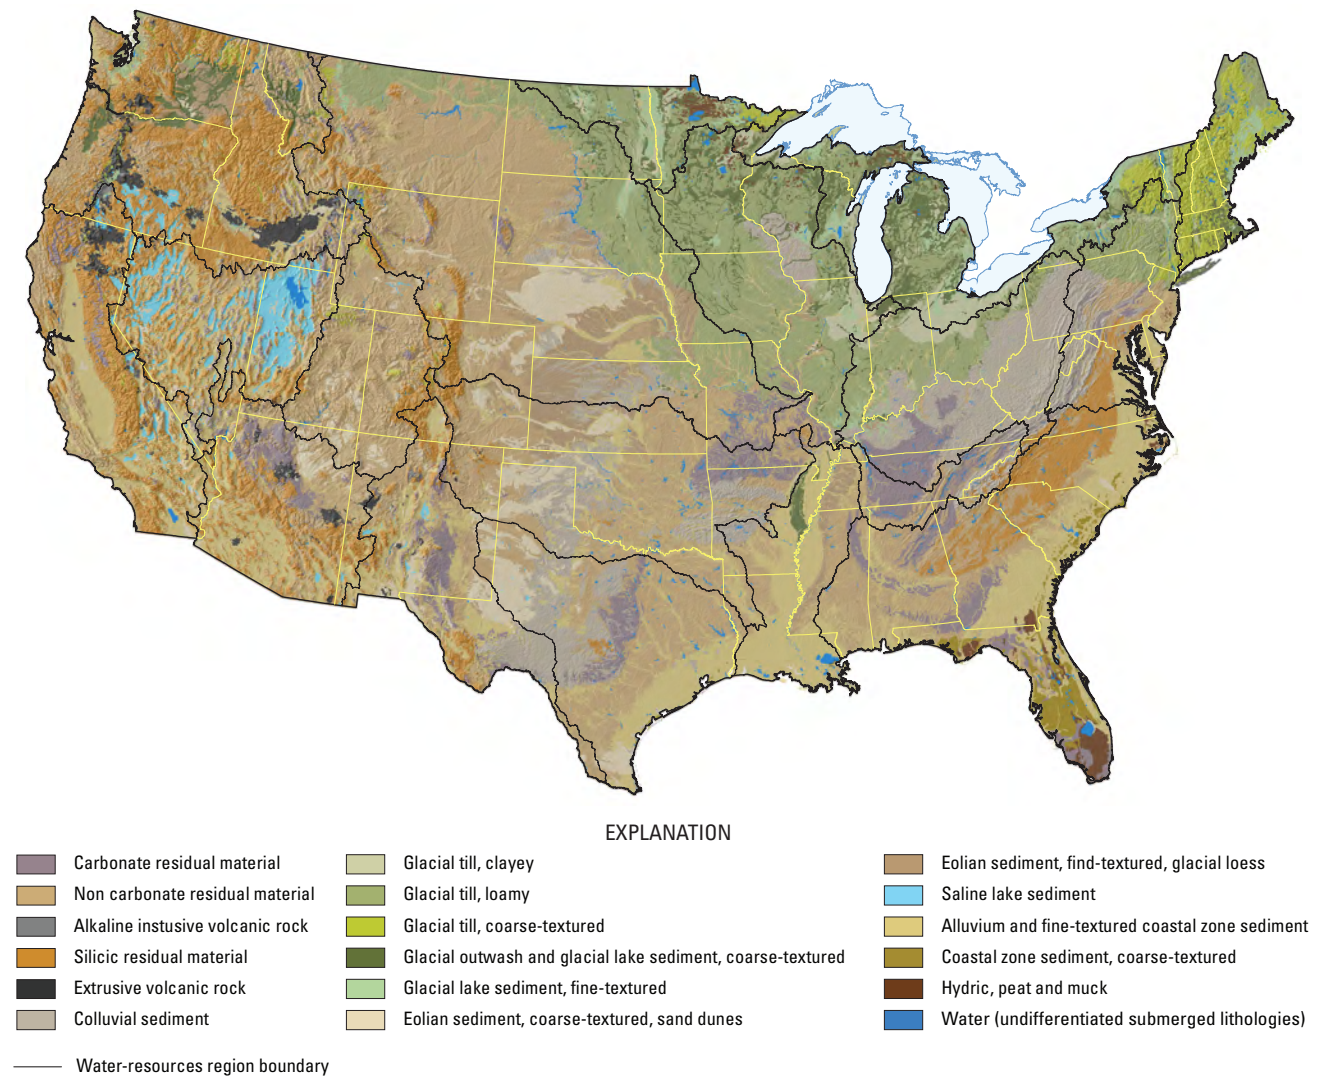 EXPLANATION
Carbonate residual material
Non carbonate residual material
Alkaline instusive volcanic rock
Silicic residual material
Extrusive volcanic rock
Colluvial sediment
Glacial till, clayey
Glacial till, loamy
Glacial till, coarse-textured
Glacial outwash and glacial lake sediment, coarse-textured
Glacial lake sediment, fine-textured
Eolian sediment, coarse-textured, sand dunes
Eolian sediment, find-textured, glacial loess
Saline lake sediment
Alluvium and fine-textured coastal zone sediment
Coastal zone sediment, coarse-textured
Hydric, peat and muck
Water (undifferentiated submerged lithologies)
Water-resources region boundary